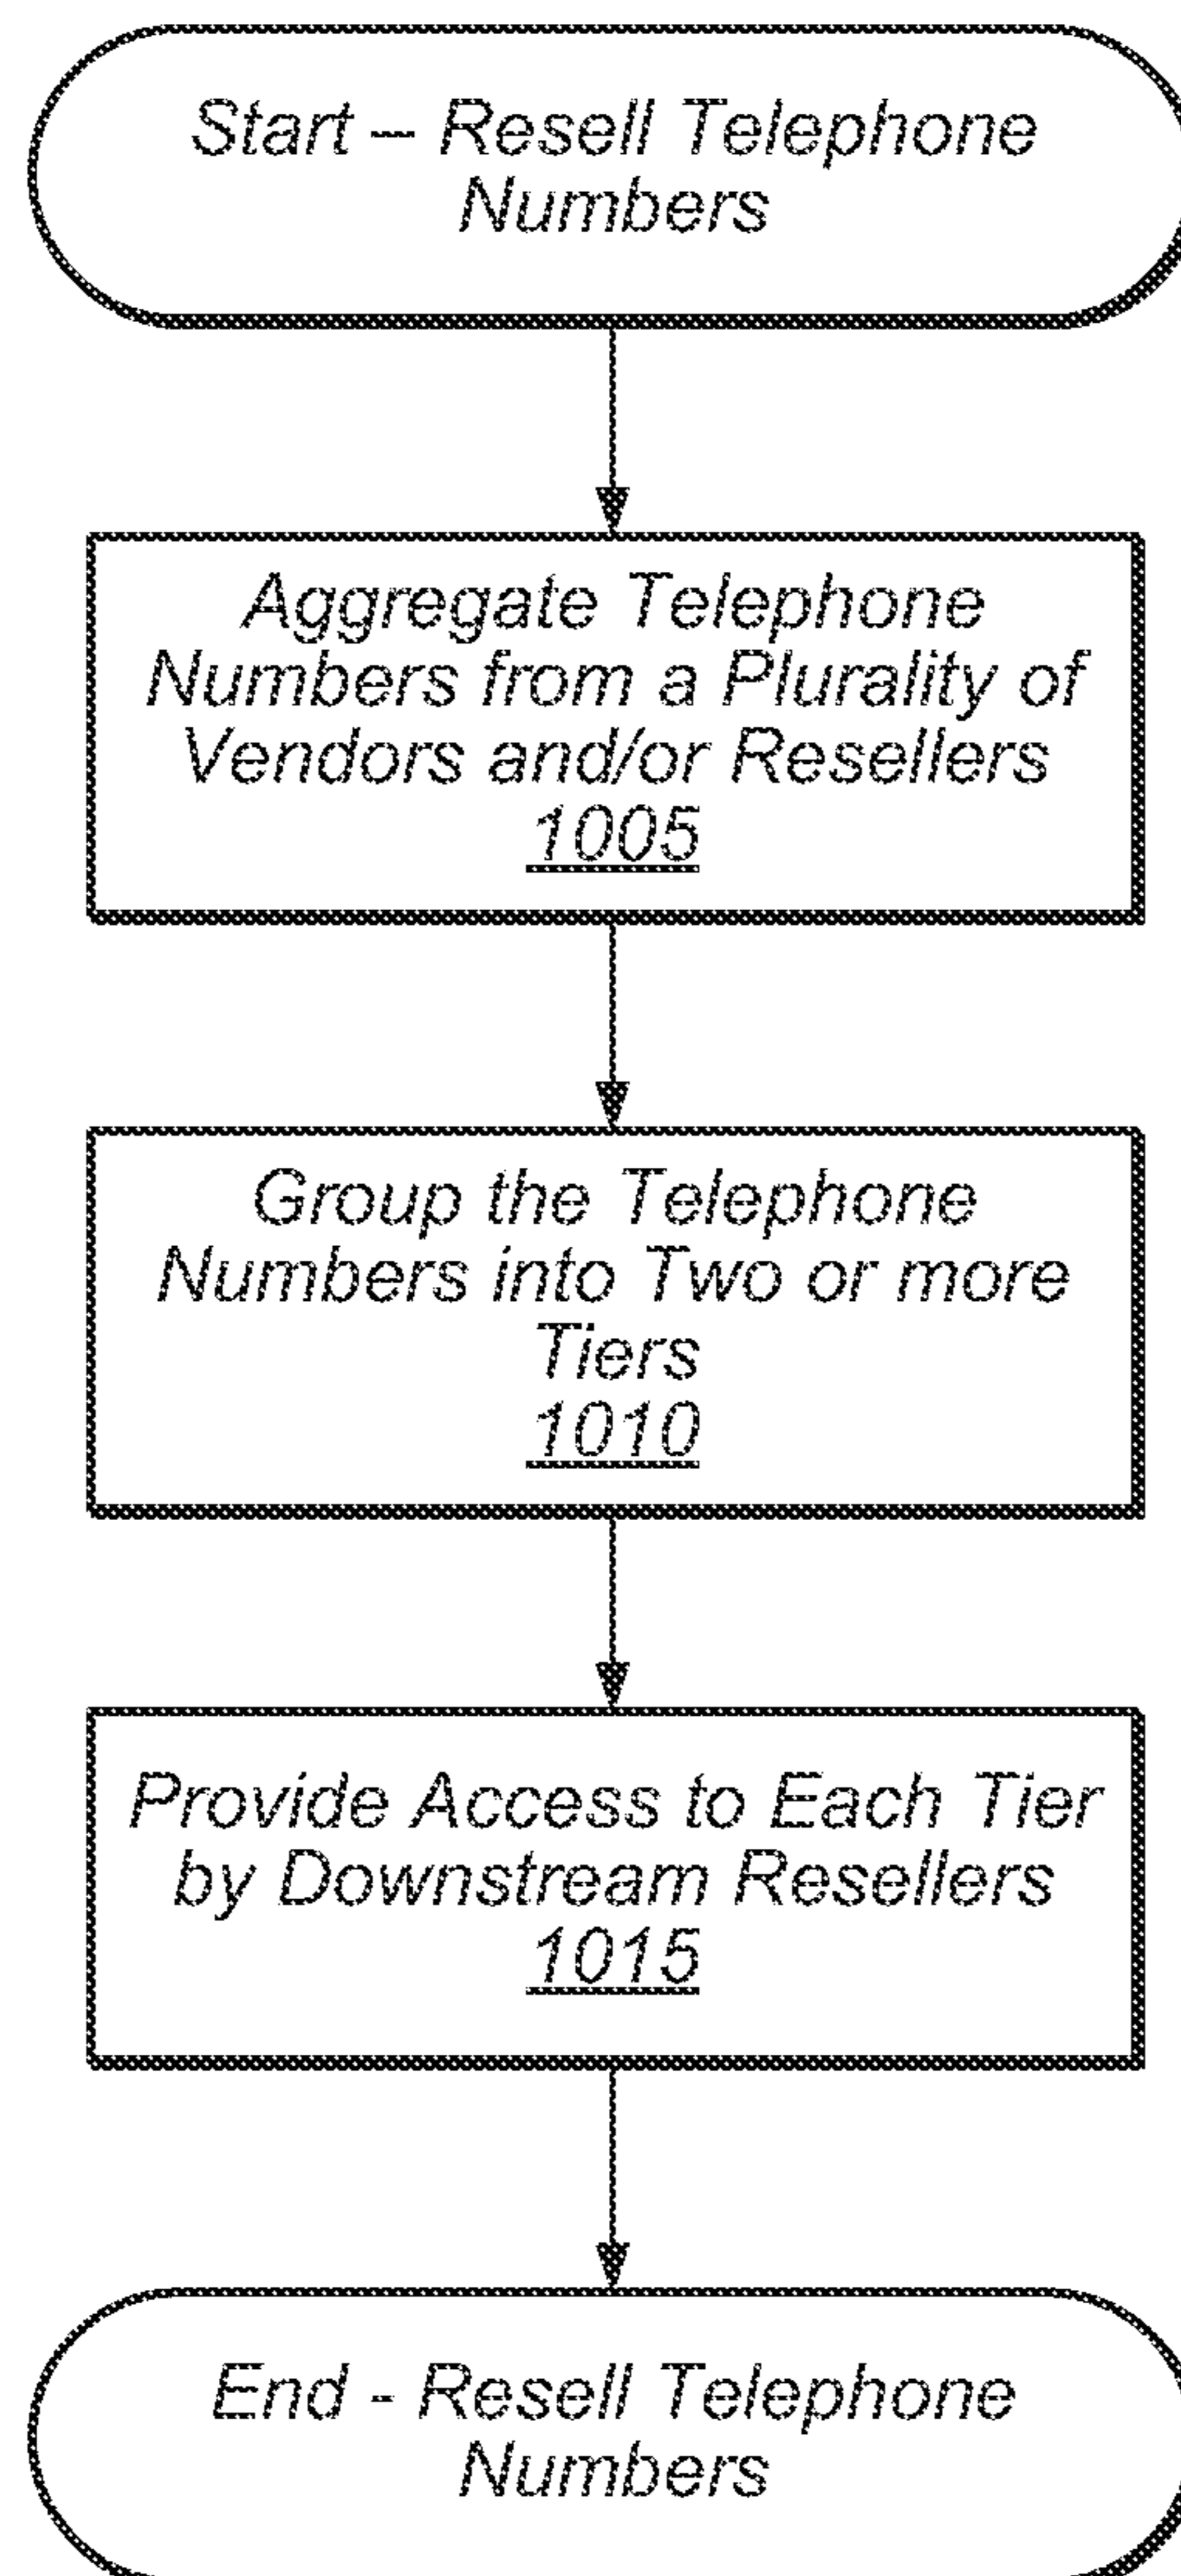 Start – Resell Telephone
Numbers
Aggregate Telephone
Numbers from a Plurality of
Vendors and/or Resellers
1005
Group the Telephone
Numbers into Two or more
Tiers
1010
Provide Access to Each Tier
by Downstream Resellers
1015
End - Resell Telephone
Numbers